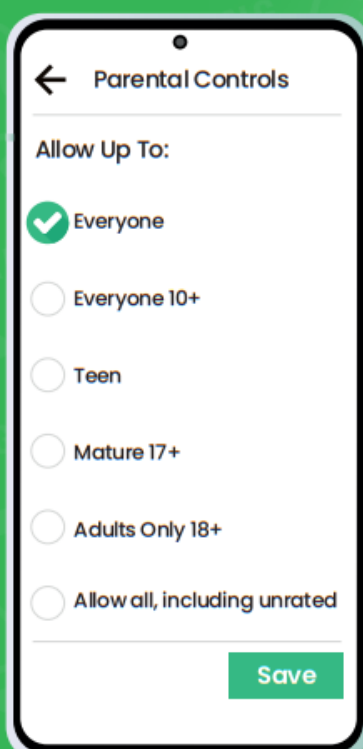 Parental Controls
Allow Up To:
Everyone
Everyone 10+
Teen
Mature 17+
Adults Only 18+
Allow all, including unrated
Save